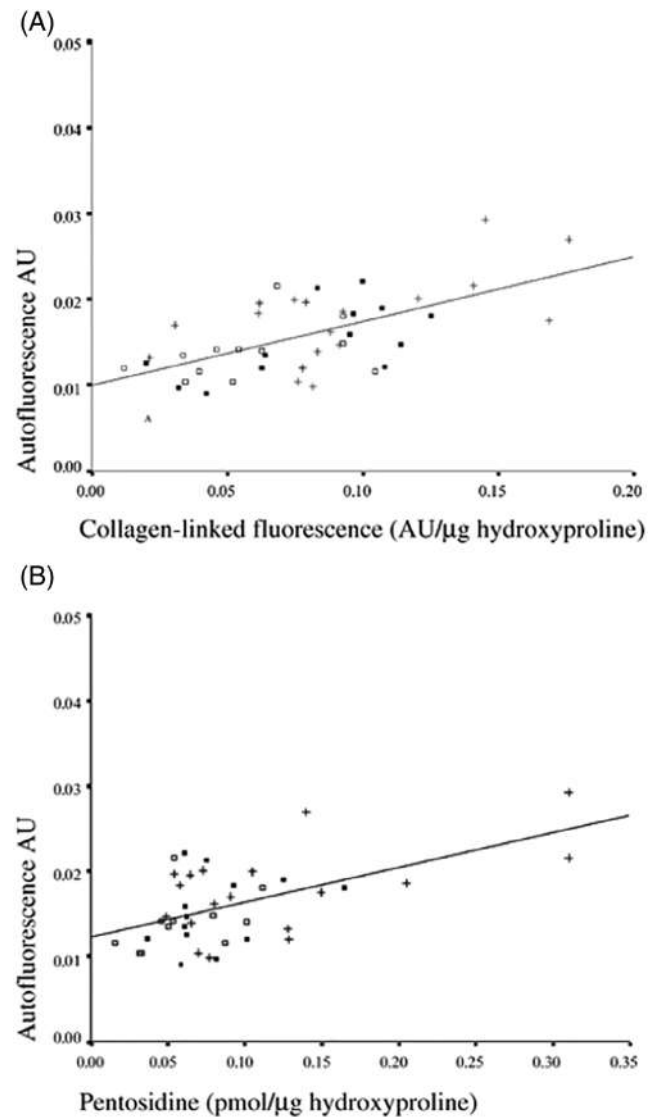 (A)
0.05
0.04
0.03
0.02
0.01
0.00
Autofluorescence AU
A
0.00 0.05 0.10 0.15 0.20
Collagen-linked fluorescence (AU/μg hydroxyproline)
(B)
0.05
0.04
0.03
0.02
0.01
0.00
Autofluorescence AU
0.00 0.05 0.10 0.15 0.20 0.25 0.30 0.35
Pentosidine (pmol/μg hydroxyproline)